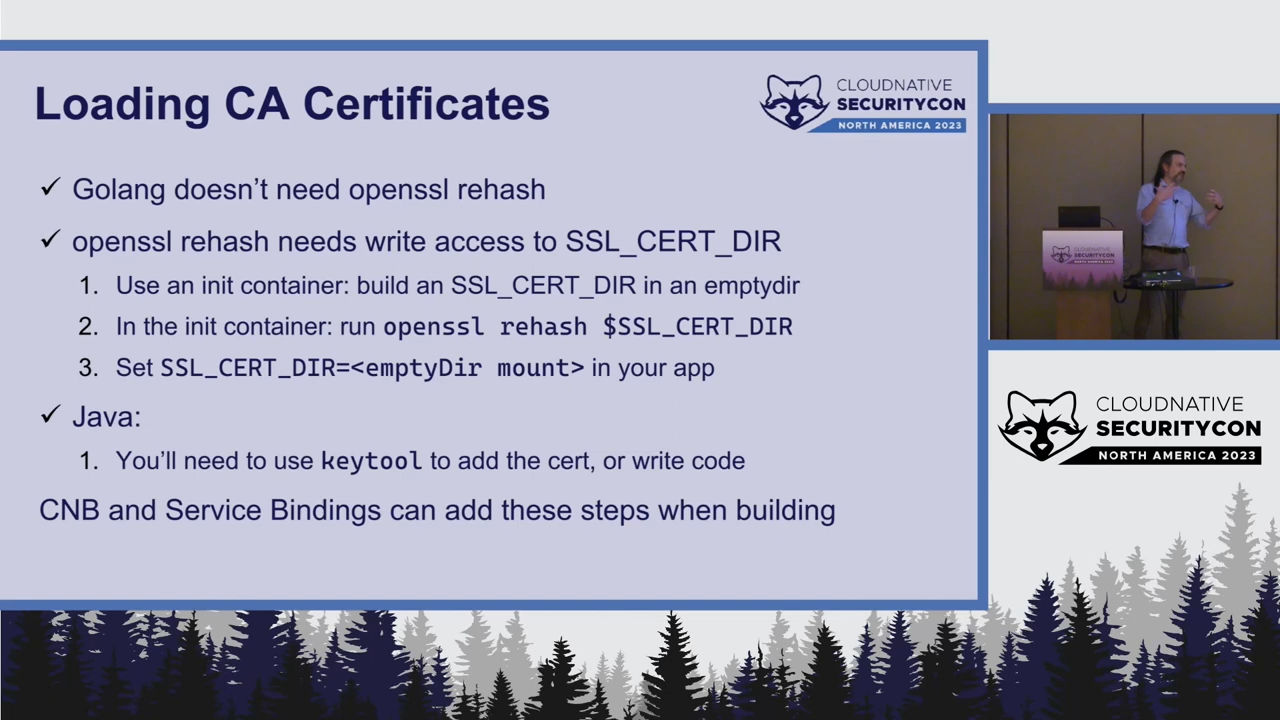 Loading CA Certificates
CLOUDNATIVE
SECURITYCON
NORTH AMERICA 2023
✓ Golang doesn't need openssl rehash
✓ openssl rehash needs write access to SSL_CERT_DIR
1. Use an init container: build an SSL_CERT_DIR in an emptydir
2. In the init container: run openssl rehash $SSL_CERT_DIR
3. Set SSL_CERT_DIR=<emptyDir mount> in your app
✓ Java:
1. You'll need to use keytool to add the cert, or write code
CNB and Service Bindings can add these steps when building
CLOUDNATIVE
SECURITYCON
CLOUDNATIVE
SECURITYCON
NORTH AMERICA 2023